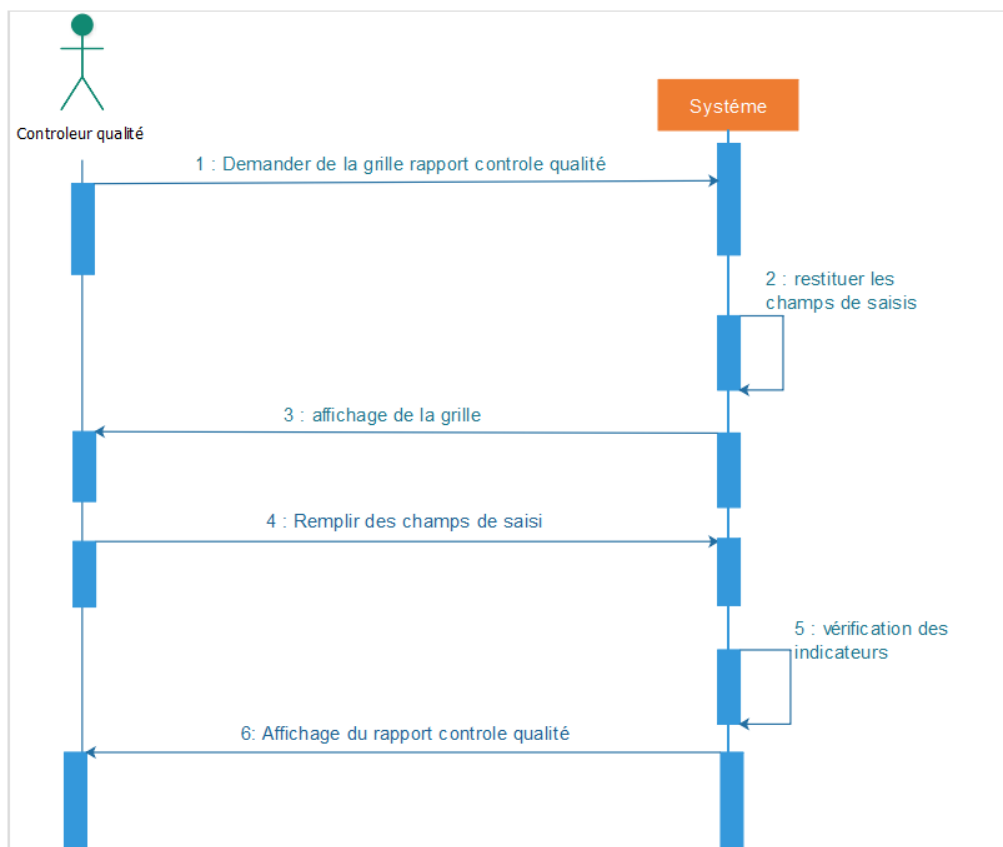 Systéme
Controleur qualité
1 : Demander de la grille rapport controle qualité
2 : restituer les
champs de saisis
3 : affichage de la grille
4 : Remplir des champs de saisi
5 : vérification des
indicateurs
6: Affichage du rapport controle qualité